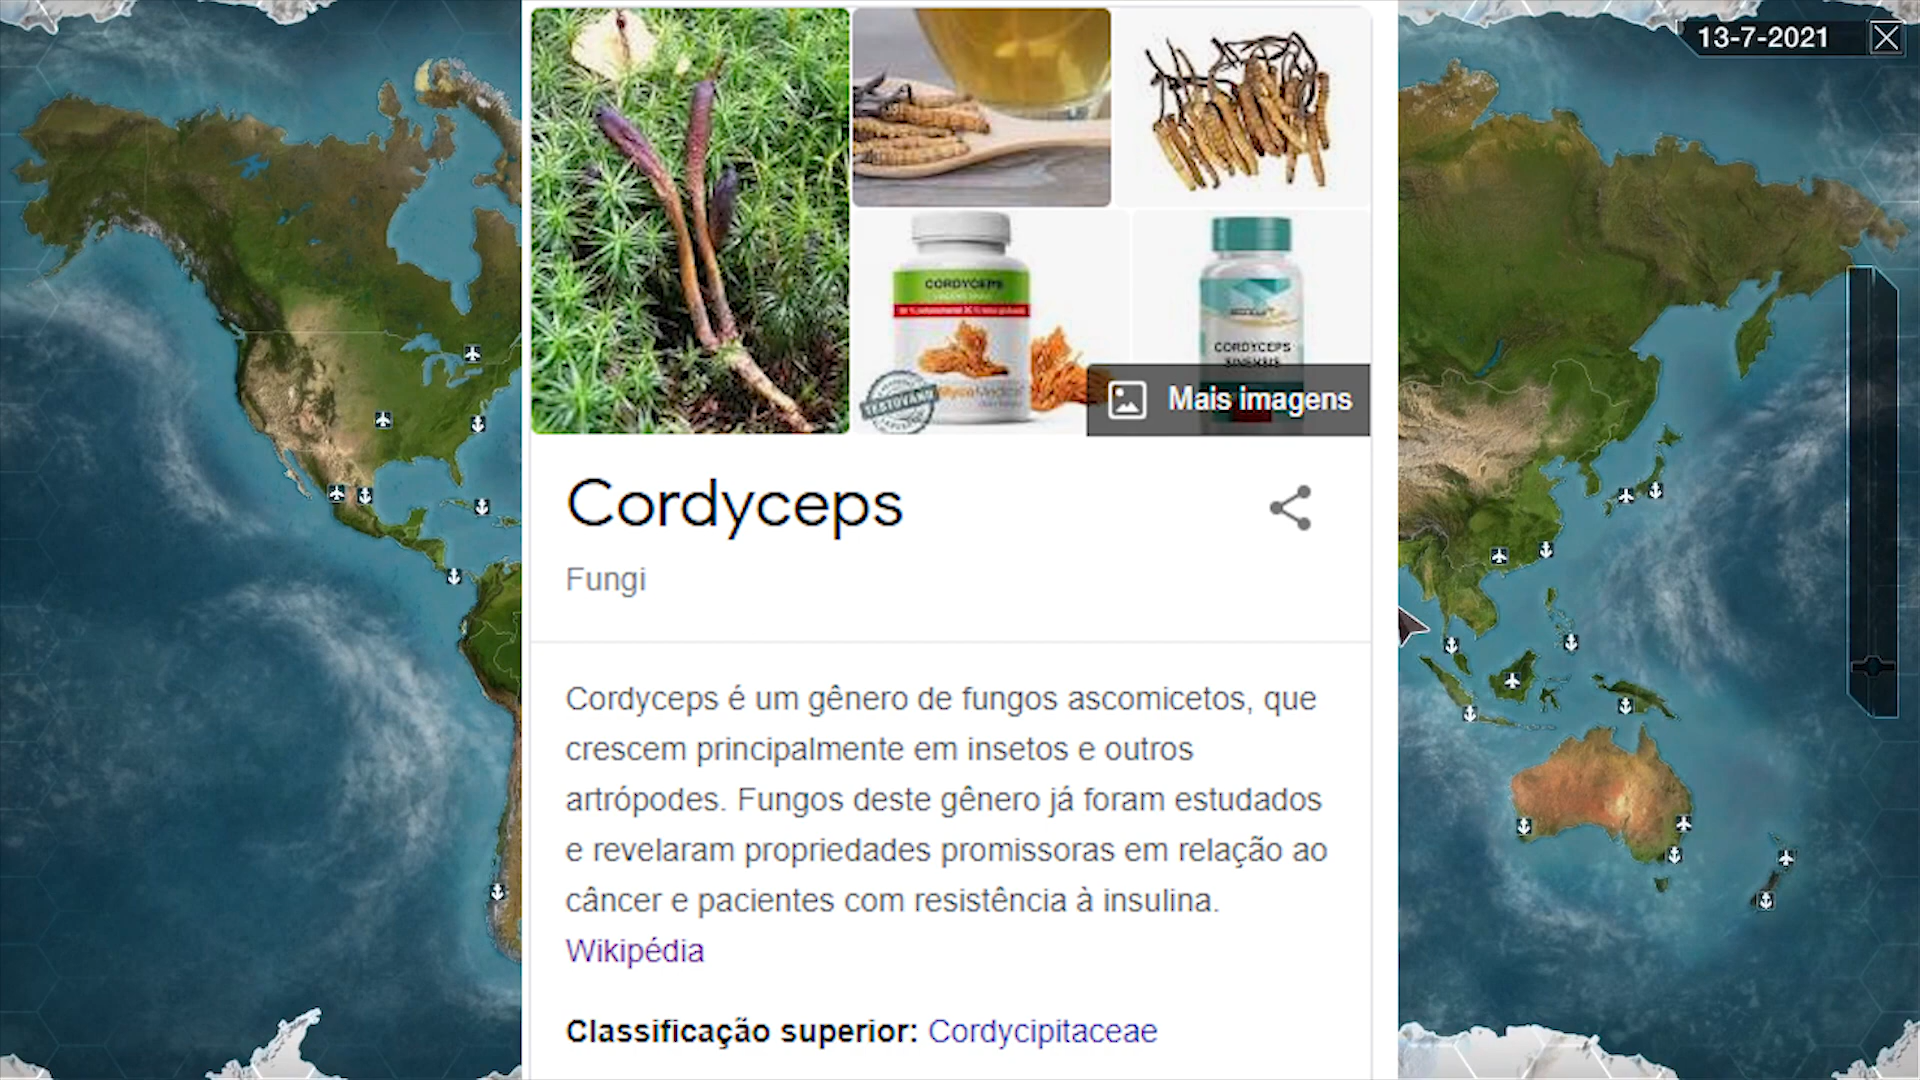 13-7-2021
CORDYCEPS
TESTOVÁNO
CORDYCEPS
SINENSIS
Mais imagens
Cordyceps
Fungi
Cordyceps é um gênero de fungos ascomicetos, que
crescem principalmente em insetos e outros
artrópodes. Fungos deste gênero já foram estudados
e revelaram propriedades promissoras em relação ao
câncer e pacientes com resistência à insulina.
Wikipédia
Classificação superior: Cordycipitaceae